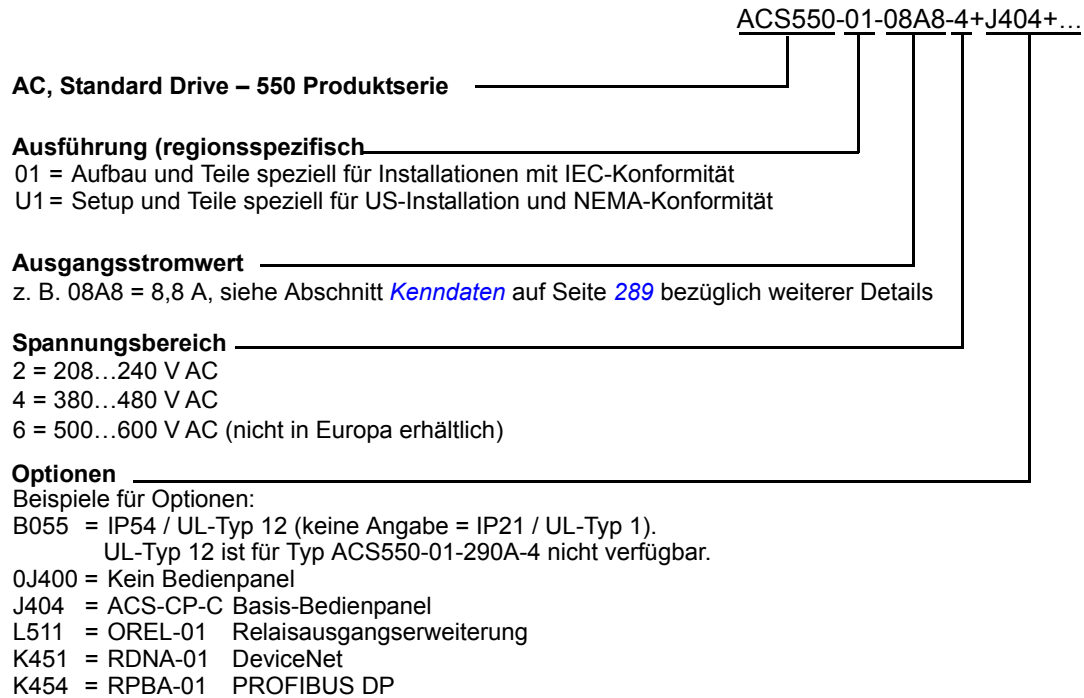 ACS550-01-08A8-4+J404+…
AC, Standard Drive – 550 Produktserie
Ausführung (regionsspezifisch
01 = Aufbau und Teile speziell für Installationen mit IEC-Konformität
U1 = Setup und Teile speziell für US-Installation und NEMA-Konformität
Ausgangsstromwert
z. B. 08A8 = 8,8 A, siehe Abschnitt Kenndaten auf Seite 289 bezüglich weiterer Details
Spannungsbereich
2 = 208…240 V AC
4 = 380…480 V AC
6 = 500…600 V AC (nicht in Europa erhältlich)
Optionen
Beispiele für Optionen:
B055 = IP54 / UL-Typ 12 (keine Angabe = IP21 / UL-Typ 1).
UL-Typ 12 ist für Typ ACS550-01-290A-4 nicht verfügbar.
0J400 = Kein Bedienpanel
J404 = ACS-CP-C Basis-Bedienpanel
L511 = OREL-01 Relaisausgangserweiterung
K451 = RDNA-01 DeviceNet
K454 = RPBA-01 PROFIBUS DP